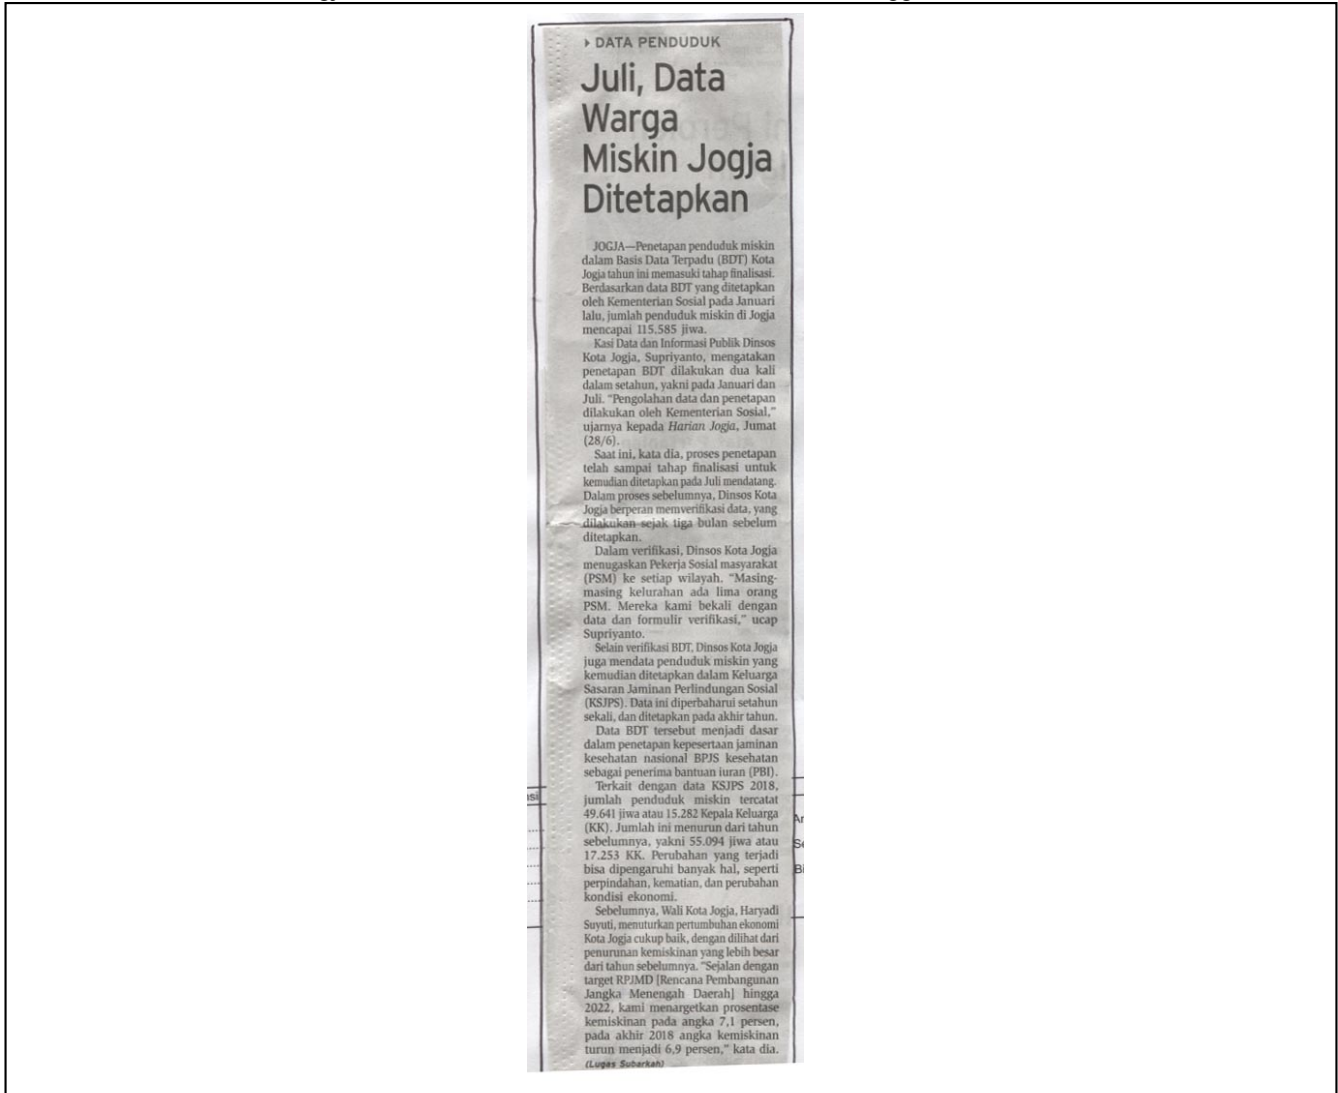 ▸ DATA PENDUDUK
Juli, Data
Warga
Miskin Jogja
Ditetapkan
JOGJA—Penetapan penduduk miskin
dalam Basis Data Terpadu (BDT) Kota
Jogja tahun ini memasuki tahap finalisasi.
Berdasarkan data BDT yang ditetapkan
oleh Kementerian Sosial pada Januari
lalu, jumlah penduduk miskin di Jogja
mencapai 115.585 jiwa.
Kasi Data dan Informasi Publik Dinsos
Kota Jogja, Supriyanto, mengatakan
penetapan BDT dilakukan dua kali
dalam setahun, yakni pada Januari dan
Juli. “Pengolahan data dan penetapan
dilakukan oleh Kementerian Sosial,”
ujarnya kepada Harian Jogja, Jumat
(28/6).
Saat ini, kata dia, proses penetapan
telah sampai tahap finalisasi untuk
kemudian ditetapkan pada Juli mendatang.
Dalam proses sebelumnya, Dinsos Kota
Jogja berperan memverifikasi data, yang
dilakukan sejak tiga bulan sebelum
ditetapkan.
Dalam verifikasi, Dinsos Kota Jogja
menugaskan Pekerja Sosial masyarakat
(PSM) ke setiap wilayah. “Masing-
masing kelurahan ada lima orang
PSM. Mereka kami bekali dengan
data dan formulir verifikasi,” ucap
Supriyanto.
Selain verifikasi BDT, Dinsos Kota Jogja
juga mendata penduduk miskin yang
kemudian ditetapkan dalam Keluarga
Sasaran Jaminan Perlindungan Sosial
(KSJPS). Data ini diperbaharui setahun
sekali, dan ditetapkan pada akhir tahun.
Data BDT tersebut menjadi dasar
dalam penetapan kepesertaan jaminan
kesehatan nasional BPJS kesehatan
sebagai penerima bantuan iuran (PBI).
Terkait dengan data KSJPS 2018,
jumlah penduduk miskin tercatat
49.641 jiwa atau 15.282 Kepala Keluarga
(KK). Jumlah ini menurun dari tahun
sebelumnya, yakni 55.094 jiwa atau
17.253 KK. Perubahan yang terjadi
bisa dipengaruhi banyak hal, seperti
perpindahan, kematian, dan perubahan
kondisi ekonomi.
Sebelumnya, Wali Kota Jogja, Haryadi
Suyuti, menuturkan pertumbuhan ekonomi
Kota Jogja cukup baik, dengan dilihat dari
penurunan kemiskinan yang lebih besar
dari tahun sebelumnya. “Sejalan dengan
target RPJMD [Rencana Pembangunan
Jangka Menengah Daerah] hingga
2022, kami menargetkan prosentase
kemiskinan pada angka 7,1 persen,
pada akhir 2018 angka kemiskinan
turun menjadi 6,9 persen,” kata dia.
(Lugas Subarkah)